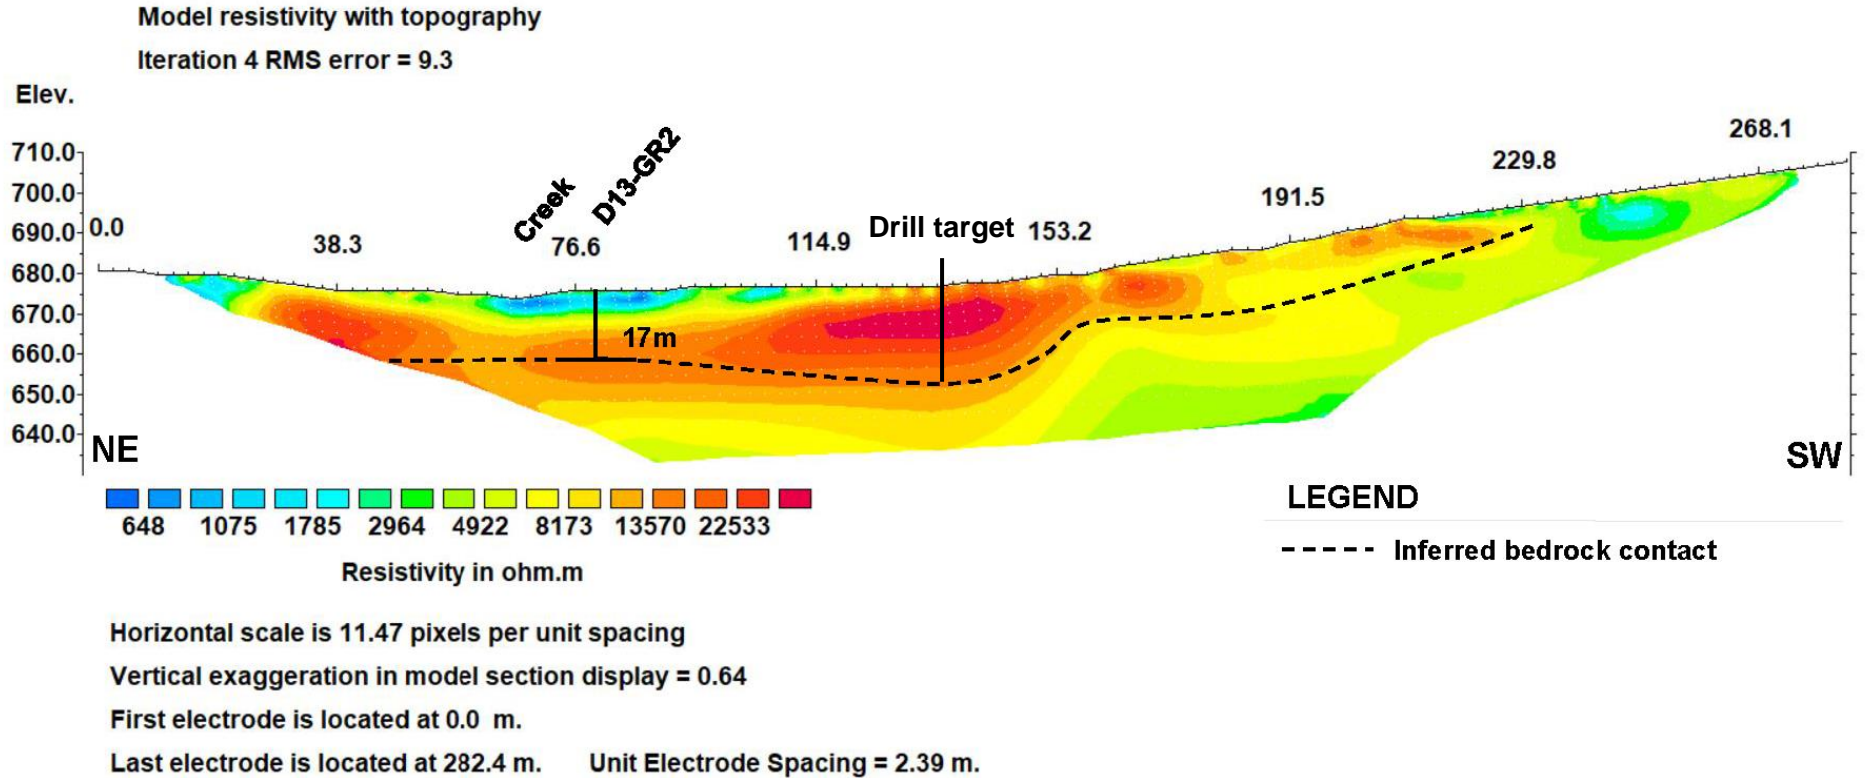 Model resistivity with topography
Iteration 4 RMS error = 9.3
Elev.
710.0
700.0
690.0
680.0
670.0
660.0
650.0
640.0
0.0
38.3
Creek
76.6
D13-GR2
114.9
Drill target
153.2
191.5
229.8
268.1
17m
NE
SW
648 1075 1785 2964 4922 8173 13570 22533
Resistivity in ohm.m
LEGEND
Inferred bedrock contact
Horizontal scale is 11.47 pixels per unit spacing
Vertical exaggeration in model section display = 0.64
First electrode is located at 0.0 m.
Last electrode is located at 282.4 m. Unit Electrode Spacing = 2.39 m.